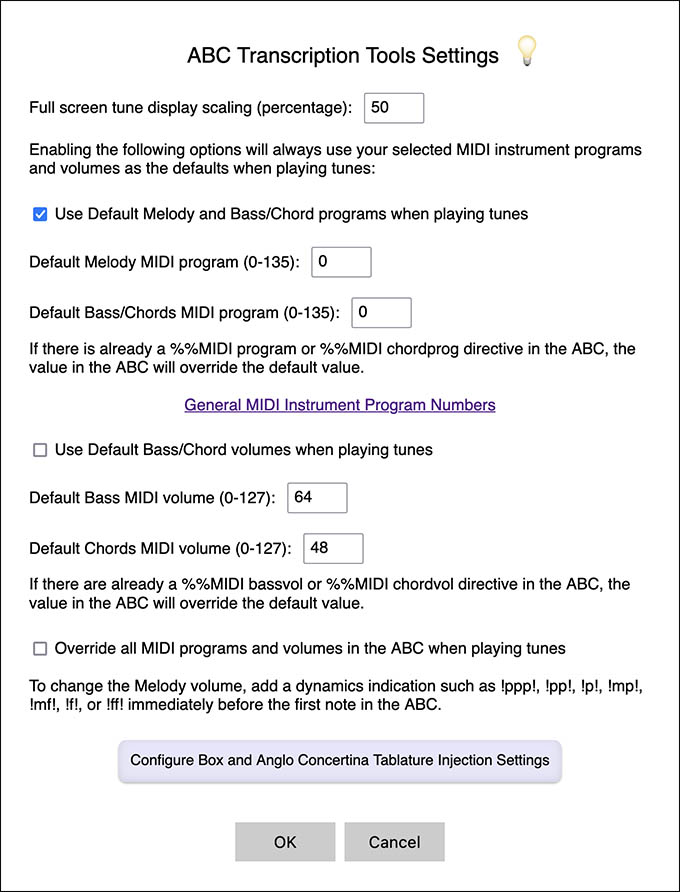 ABC Transcription Tools Settings
Full screen tune display scaling (percentage): 50
Enabling the following options will always use your selected MIDI instrument programs
and volumes as the defaults when playing tunes:
Use Default Melody and Bass/Chord programs when playing tunes
Default Melody MIDI program (0-135): 0
Default Bass/Chords MIDI program (0-135): 0
If there is already a %%MIDI program or %%MIDI chordprog directive in the ABC, the
value in the ABC will override the default value.
General MIDI Instrument Program Numbers
Use Default Bass/Chord volumes when playing tunes
Default Bass MIDI volume (0-127): 64
Default Chords MIDI volume (0-127): 48
If there are already a %%MIDI bassvol or %%MIDI chordvol directive in the ABC, the
value in the ABC will override the default value.
Override all MIDI programs and volumes in the ABC when playing tunes
To change the Melody volume, add a dynamics indication such as !ppp!, !pp!, !p!, !mp!,
!mf!, !f!, or !ff! immediately before the first note in the ABC.
Configure Box and Anglo Concertina Tablature Injection Settings
OK Cancel